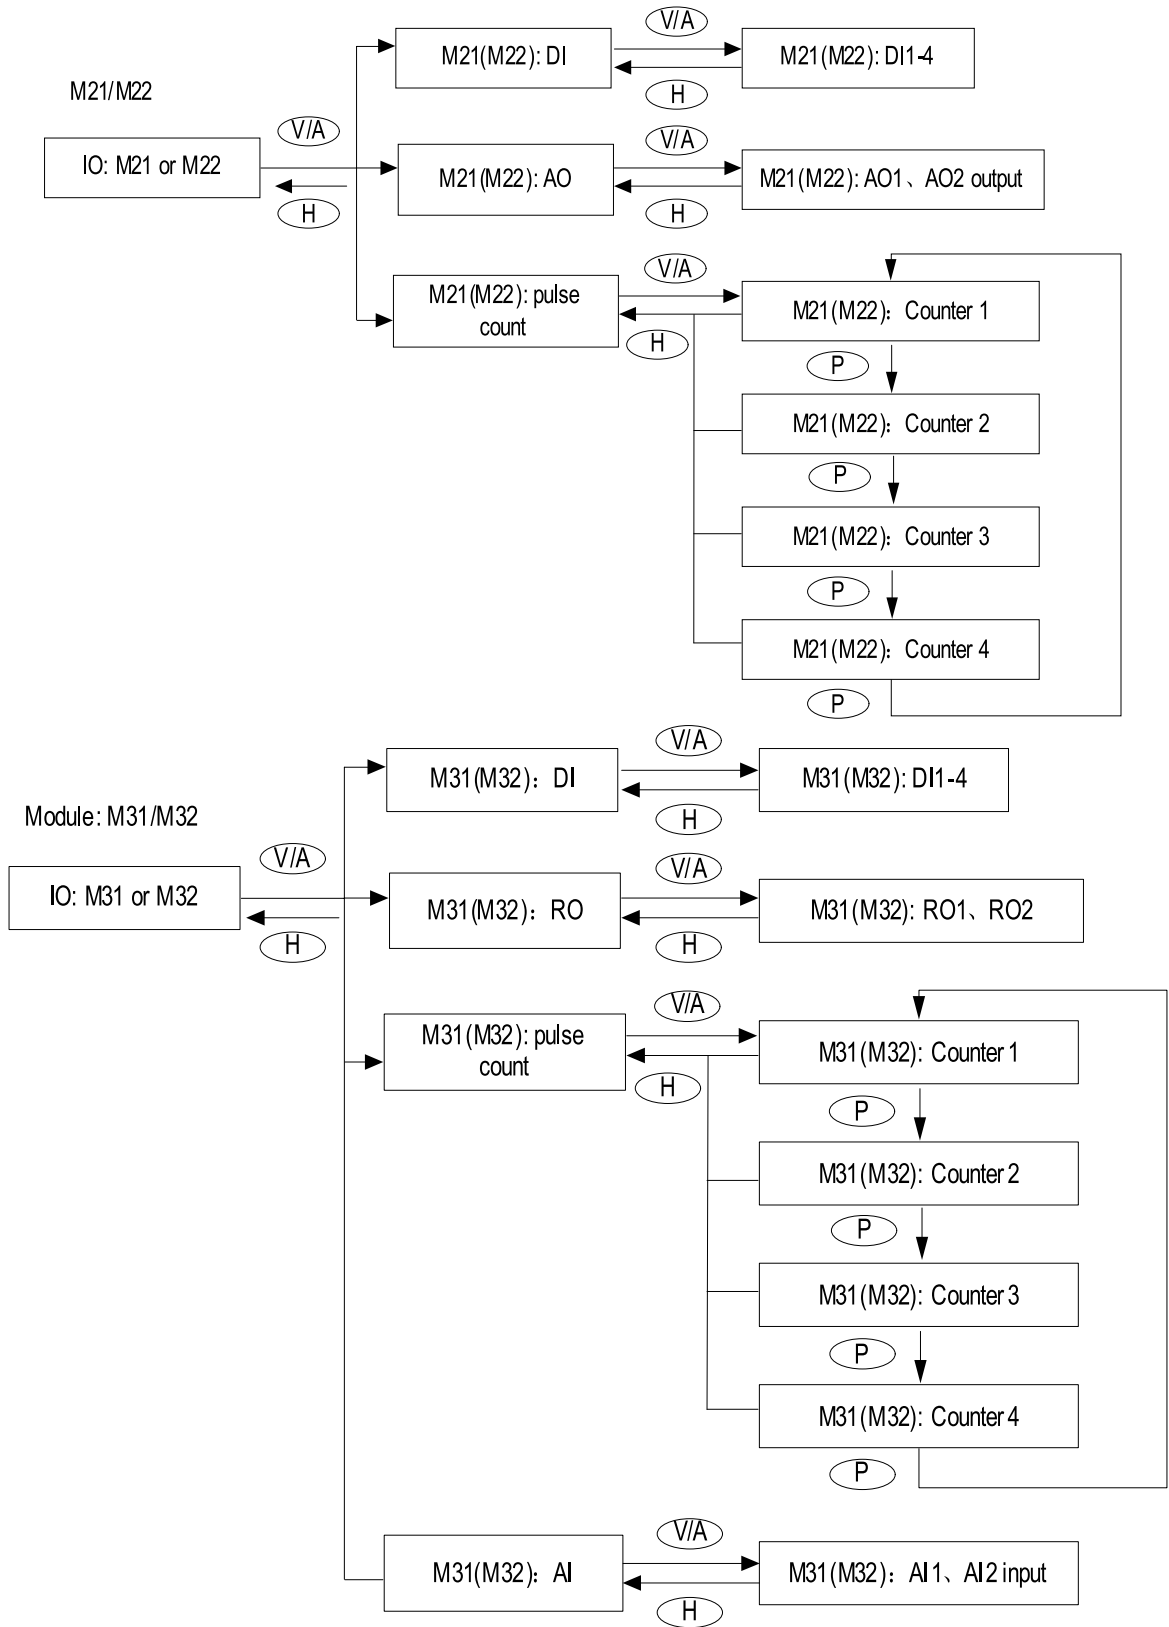 V/A
M21(M22): DI
M21(M22): DI1-4
H
M21/M22
V/A
V/A
IO: M21 or M22
M21(M22): AO
M21(M22): AO1、AO2 output
H
H
V/A
M21(M22): pulse
count
M21(M22)：Counter 1
H
P
M21(M22)：Counter 2
P
M21(M22)：Counter 3
P
M21(M22)：Counter 4
P
V/A
M31(M32)：DI
M31(M32): DI1-4
H
Module: M31/M32
V/A
V/A
IO: M31 or M32
M31(M32)：RO
M31(M32): RO1、RO2
H
H
V/A
M31(M32): pulse
count
M31(M32): Counter 1
H
P
M31(M32): Counter 2
P
M31(M32): Counter 3
P
M31(M32): Counter 4
P
V/A
M31(M32)：AI
M31(M32)：AI1、AI2 input
H